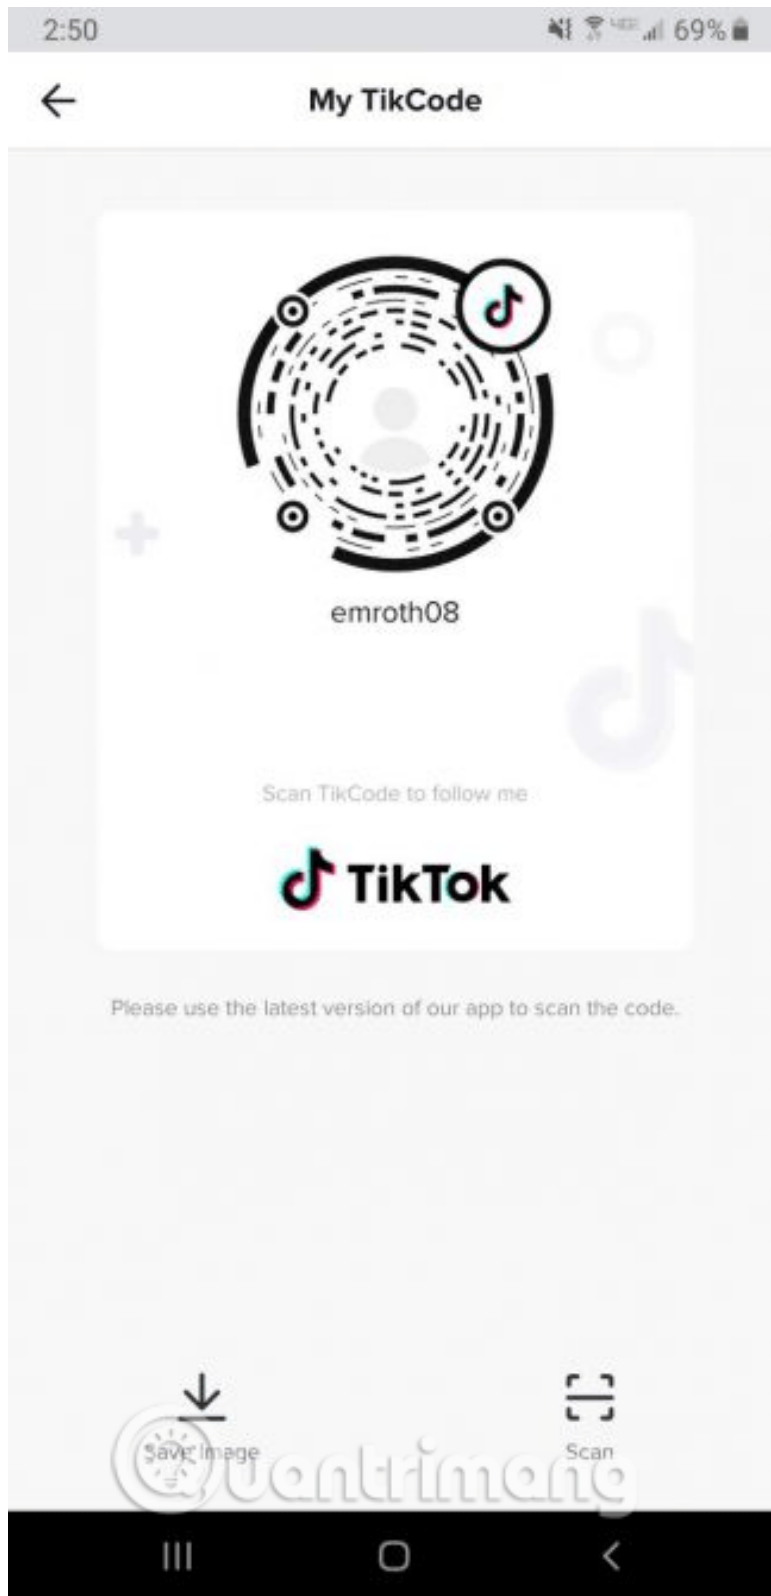 2:50
69%
My TikCode
emroth08
Scan TikCode to follow me
TikTok
Please use the latest version of our app to scan the code.
Save Image
Scan
Quantrimang